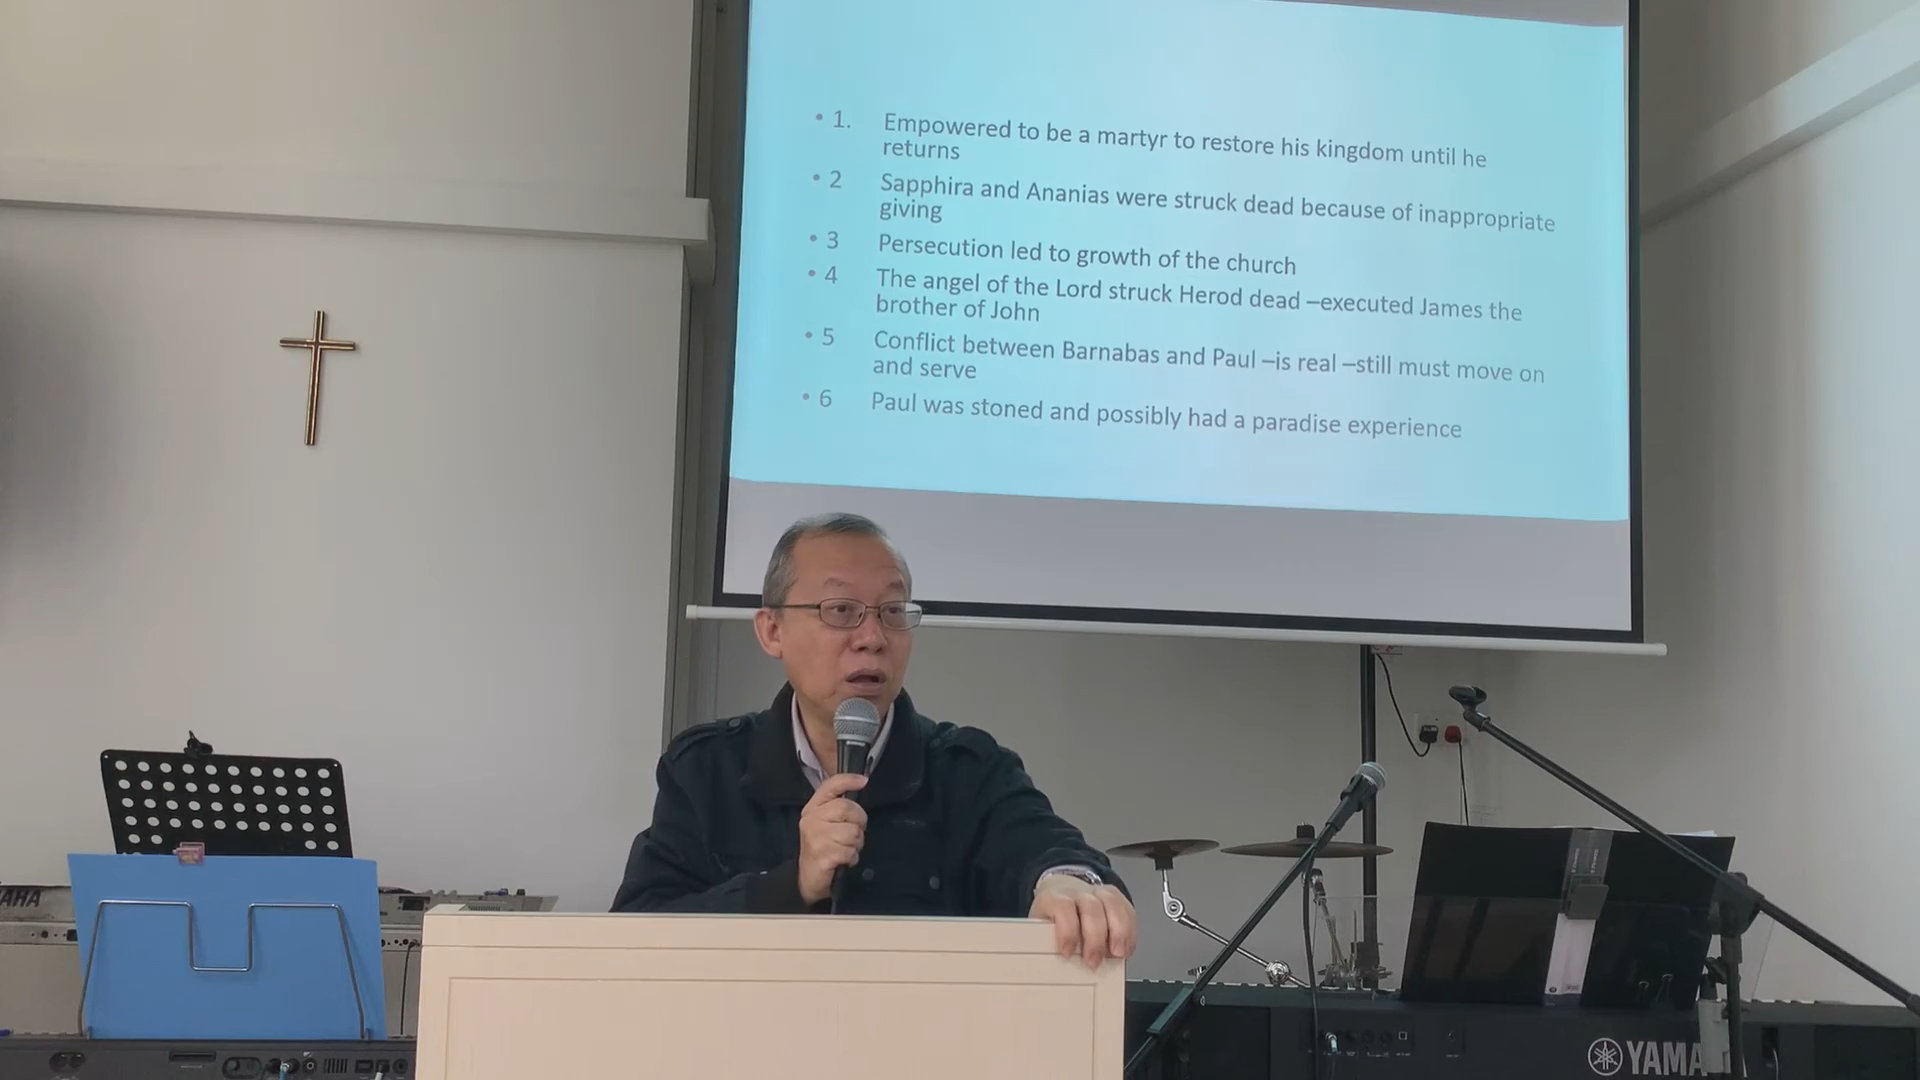 • 1. Empowered to be a martyr to restore his kingdom until he
returns
• 2 Sapphira and Ananias were struck dead because of inappropriate
giving
• 3 Persecution led to growth of the church
• 4 The angel of the Lord struck Herod dead –executed James the
brother of John
• 5 Conflict between Barnabas and Paul –is real –still must move on
and serve
• 6 Paul was stoned and possibly had a paradise experience
AHA
YAMA